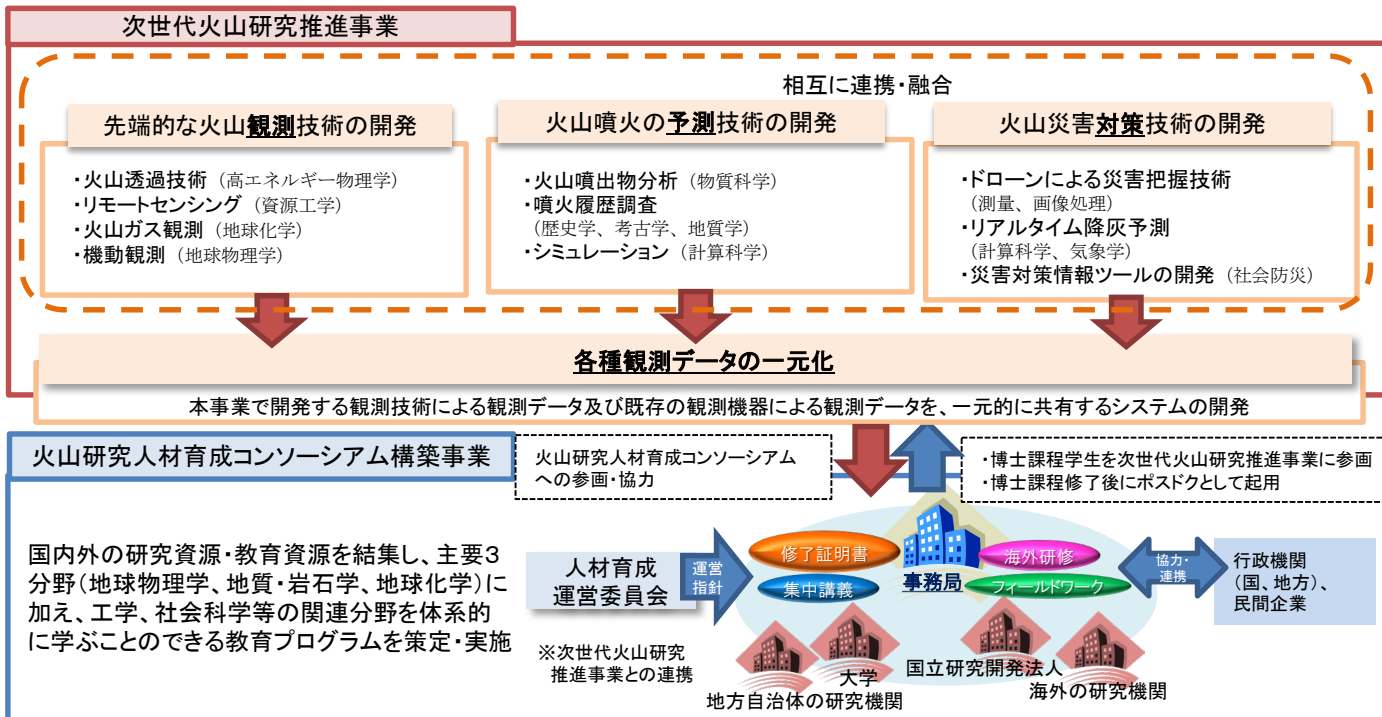 次世代火山研究推進事業
相互に連携・融合
先端的な火山観測技術の開発
・火山透過技術（高エネルギー物理学）
・リモートセンシング（資源工学）
・火山ガス観測（地球化学）
・機動観測（地球物理学）
火山噴火の予測技術の開発
・火山噴出物分析（物質科学）
・噴火履歴調査
（歴史学、考古学、地質学）
・シミュレーション（計算科学）
火山災害対策技術の開発
・ドローンによる災害把握技術
（測量、画像処理）
・リアルタイム降灰予測
（計算科学、気象学）
・災害対策情報ツールの開発（社会防災）
各種観測データの一元化
本事業で開発する観測技術による観測データ及び既存の観測機器による観測データを、一元的に共有するシステムの開発
火山研究人材育成コンソーシアム構築事業
火山研究人材育成コンソーシアム
への参画・協力
・博士課程学生を次世代火山研究推進事業に参画
・博士課程修了後にポスドクとして起用
国内外の研究資源・教育資源を結集し、主要３
分野（地球物理学、地質・岩石学、地球化学）に
加え、工学、社会科学等の関連分野を体系的
に学ぶことのできる教育プログラムを策定・実施
人材育成
運営委員会
運営
指針
修了証明書
集中講義
事務局
海外研修
フィールドワーク
協力・
連携
行政機関
（国、地方）、
民間企業
※次世代火山研究
推進事業との連携
大学
地方自治体の研究機関
国立研究開発法人
海外の研究機関